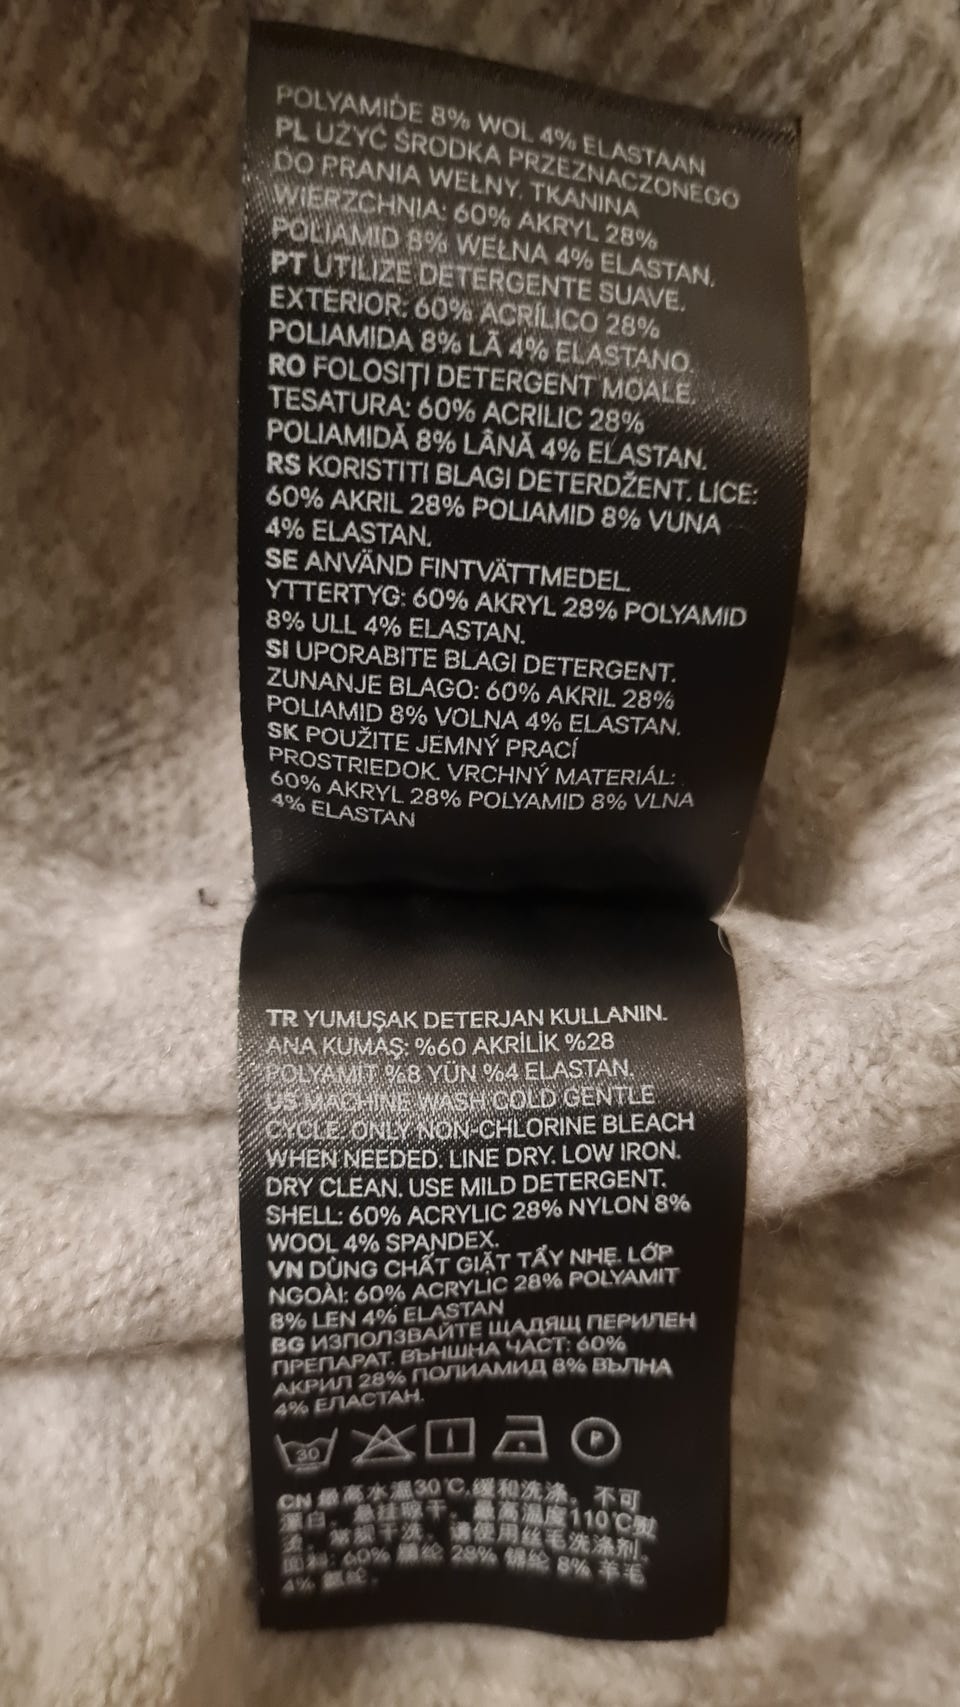 POLYAMIDE 8% WOL 4% ELASTAAN
PL UŻYĆ ŚRODKA PRZEZNACZONEGO
DO PRANIA WEŁNY. TKANINA
WIERZCHNIA: 60% AKRYL 28%
POLIAMID 8% WEŁNA 4% ELASTAN.
PT UTILIZE DETERGENTE SUAVE.
EXTERIOR: 60% ACRÍLICO 28%
POLIAMIDA 8% LÃ 4% ELASTANO.
RO FOLOSIȚI DETERGENT MOALE.
TESATURA: 60% ACRILIC 28%
POLIAMIDĂ 8% LÂNĂ 4% ELASTAN.
RS KORISTITI BLAGI DETERDŽENT. LICE:
60% AKRIL 28% POLIAMID 8% VUNA
4% ELASTAN.
SE ANVÄND FINTVÄTTMEDEL.
YTTERTYG: 60% AKRYL 28% POLYAMID
8% ULL 4% ELASTAN.
SI UPORABITE BLAGI DETERGENT.
ZUNANJE BLAGO: 60% AKRIL 28%
POLIAMID 8% VOLNA 4% ELASTAN.
SK POUŽITE JEMNÝ PRACÍ
PROSTRIEDOK. VRCHNÝ MATERIÁL:
60% AKRYL 28% POLYAMID 8% VLNA
4% ELASTAN
TR YUMUŞAK DETERJAN KULLANIN.
ANA KUMAŞ: %60 AKRİLİK %28
POLYAMİT %8 YÜN %4 ELASTAN.
US MACHINE WASH COLD GENTLE
CYCLE. ONLY NON-CHLORINE BLEACH
WHEN NEEDED. LINE DRY. LOW IRON.
DRY CLEAN. USE MILD DETERGENT.
SHELL: 60% ACRYLIC 28% NYLON 8%
WOOL 4% SPANDEX.
VN DÙNG CHẤT GIẶT TẨY NHẸ. LỚP
NGOÀI: 60% ACRYLIC 28% POLYAMIT
8% LEN 4% ELASTAN
BG ИЗПОЛЗВАЙТЕ ЩАДЯЩ ПЕРИЛЕН
ПРЕПАРАТ. ВЪНШНА ЧАСТ: 60%
АКРИЛ 28% ПОЛИАМИД 8% ВЪЛНА
4% ЕЛАСТАН.
30 P
CN 最高水温30℃,缓和洗涤。不可
漂白。悬挂晾干。最高温度110℃熨
烫。常规干洗。请使用丝毛洗涤剂。
面料: 60% 腈纶 28% 锦纶 8% 羊毛
4% 氨纶。